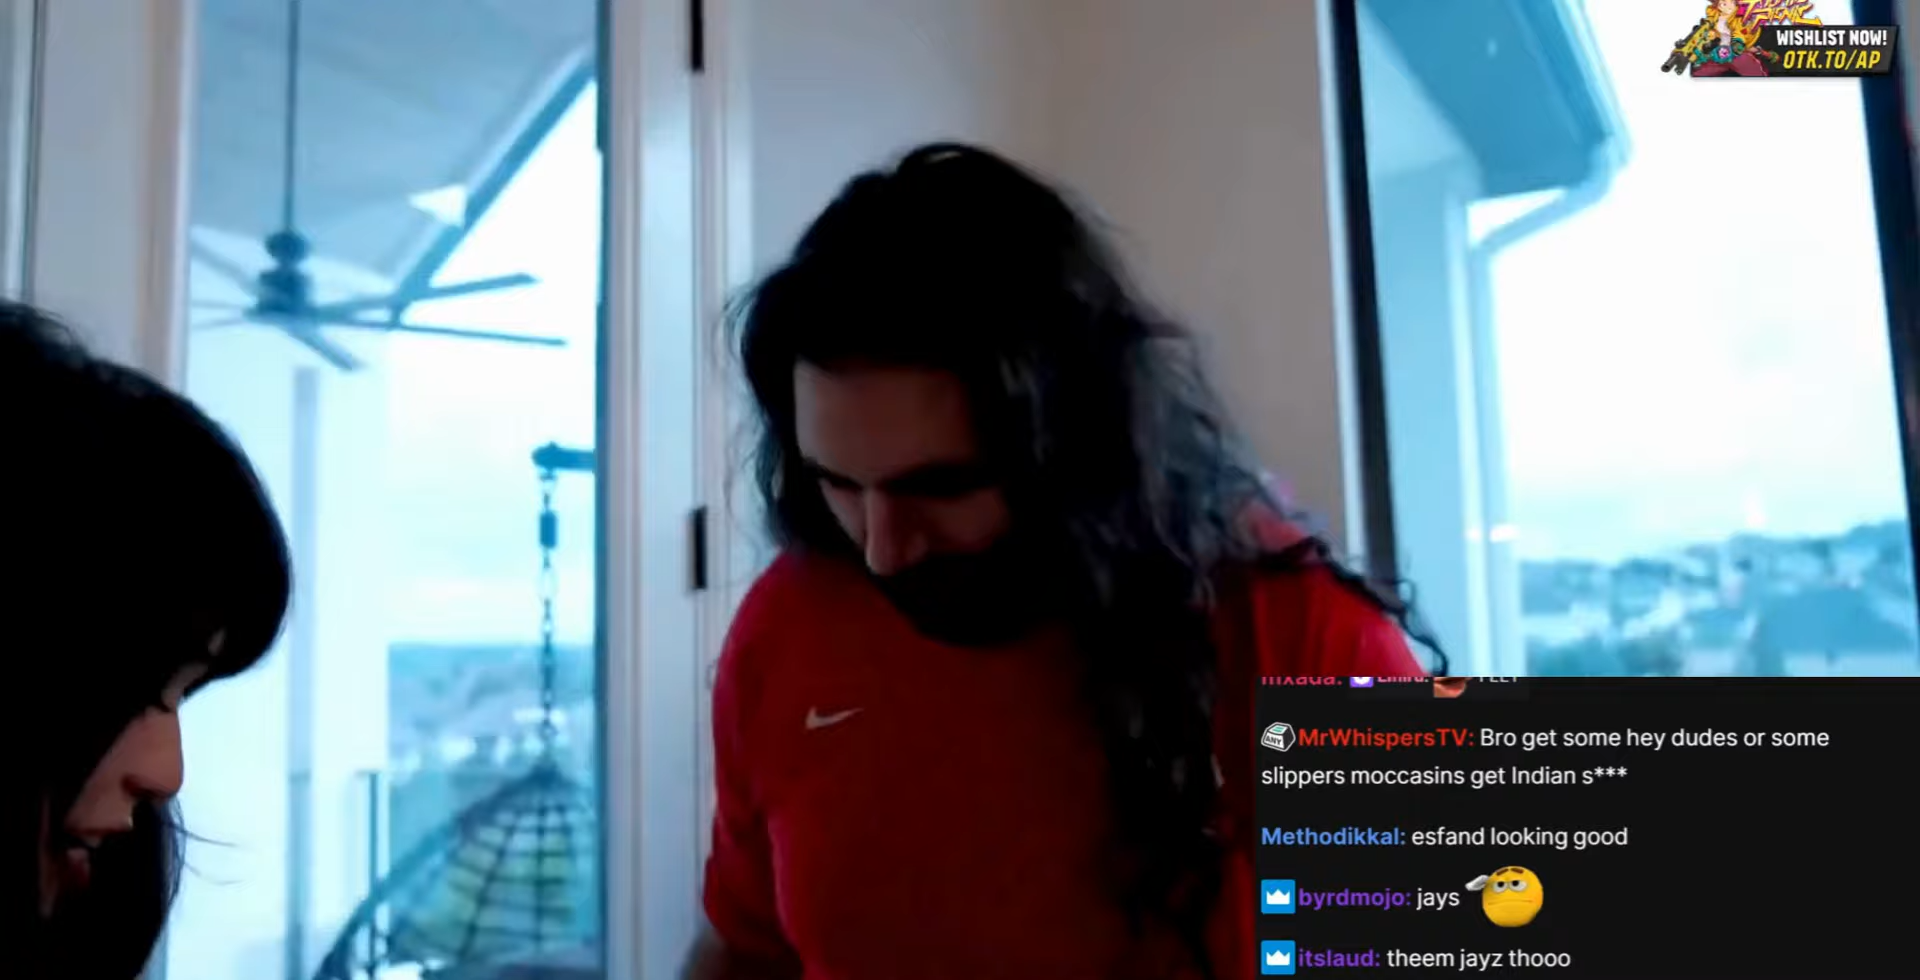 WISHLIST NOW!
OTK.TO/AP
MrWhispersTV: Bro get some hey dudes or some
slippers moccasins get Indian s***
Methodikkal: esfand looking good
byrdmojo: jays
itslaud: theem jayz thooo